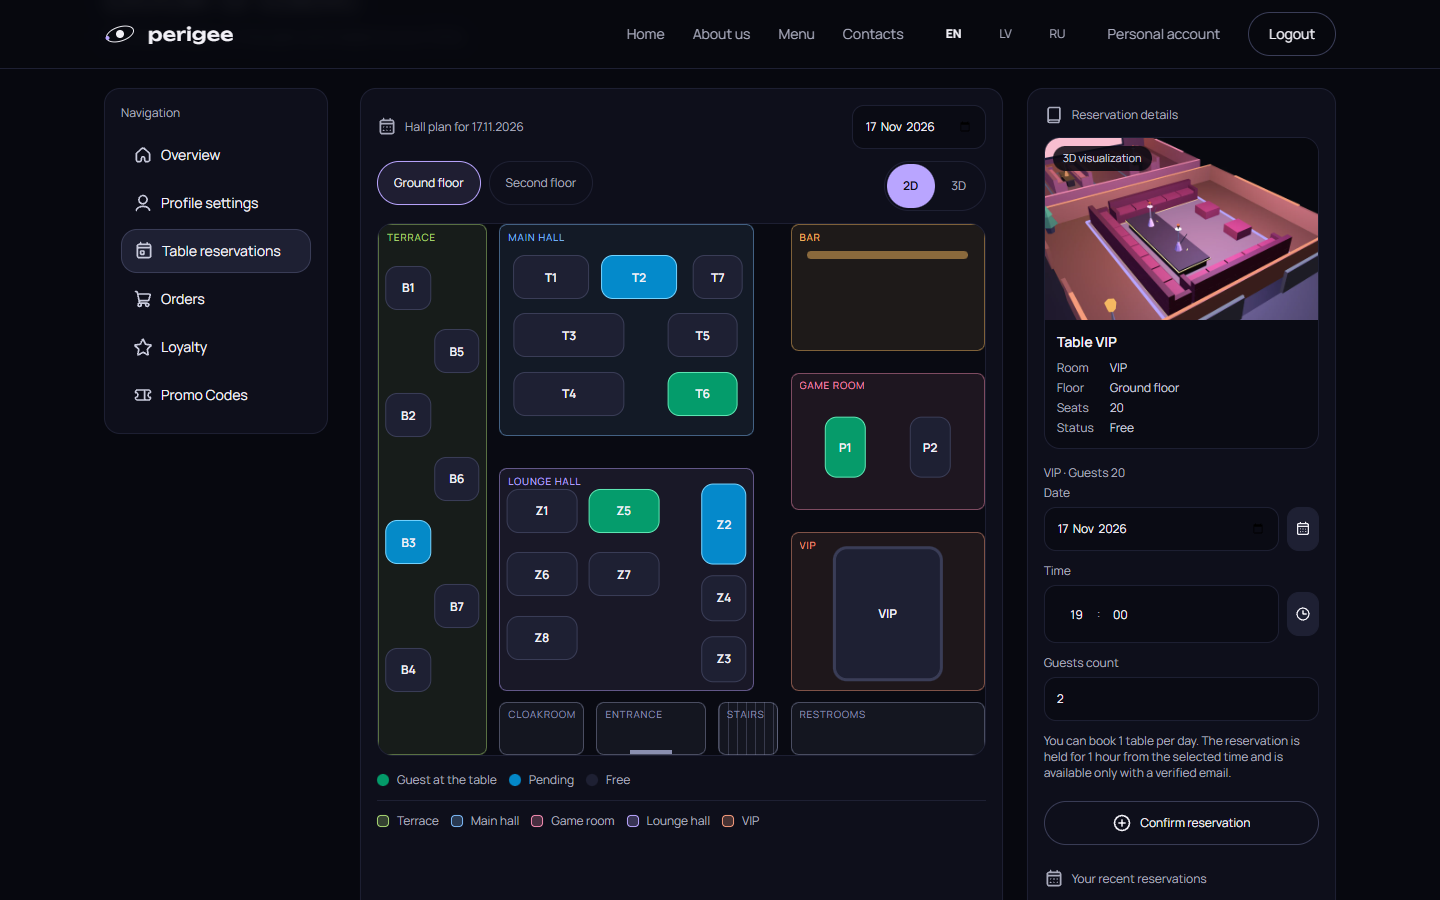 perigee
Home About us Menu Contacts EN LV RU Personal account Logout
Navigation
Overview
Profile settings
Table reservations
Orders
Loyalty
Promo Codes
Hall plan for 17.11.2026
17 Nov 2026
Ground floor Second floor
2D 3D
TERRACE
B1
B5
B2
B6
B3
B7
B4
MAIN HALL
T1 T2 T7
T3 T5
T4 T6
LOUNGE HALL
Z1 Z5 Z2
Z6 Z7
Z4
Z8
Z3
BAR
GAME ROOM
P1 P2
VIP
VIP
CLOAKROOM ENTRANCE STAIRS RESTROOMS
Guest at the table Pending Free
Terrace Main hall Game room Lounge hall VIP
Reservation details
3D visualization
Table VIP
Room VIP
Floor Ground floor
Seats 20
Status Free
VIP · Guests 20
Date
17 Nov 2026
Time
19 : 00
Guests count
2
You can book 1 table per day. The reservation is
held for 1 hour from the selected time and is
available only with a verified email.
Confirm reservation
Your recent reservations